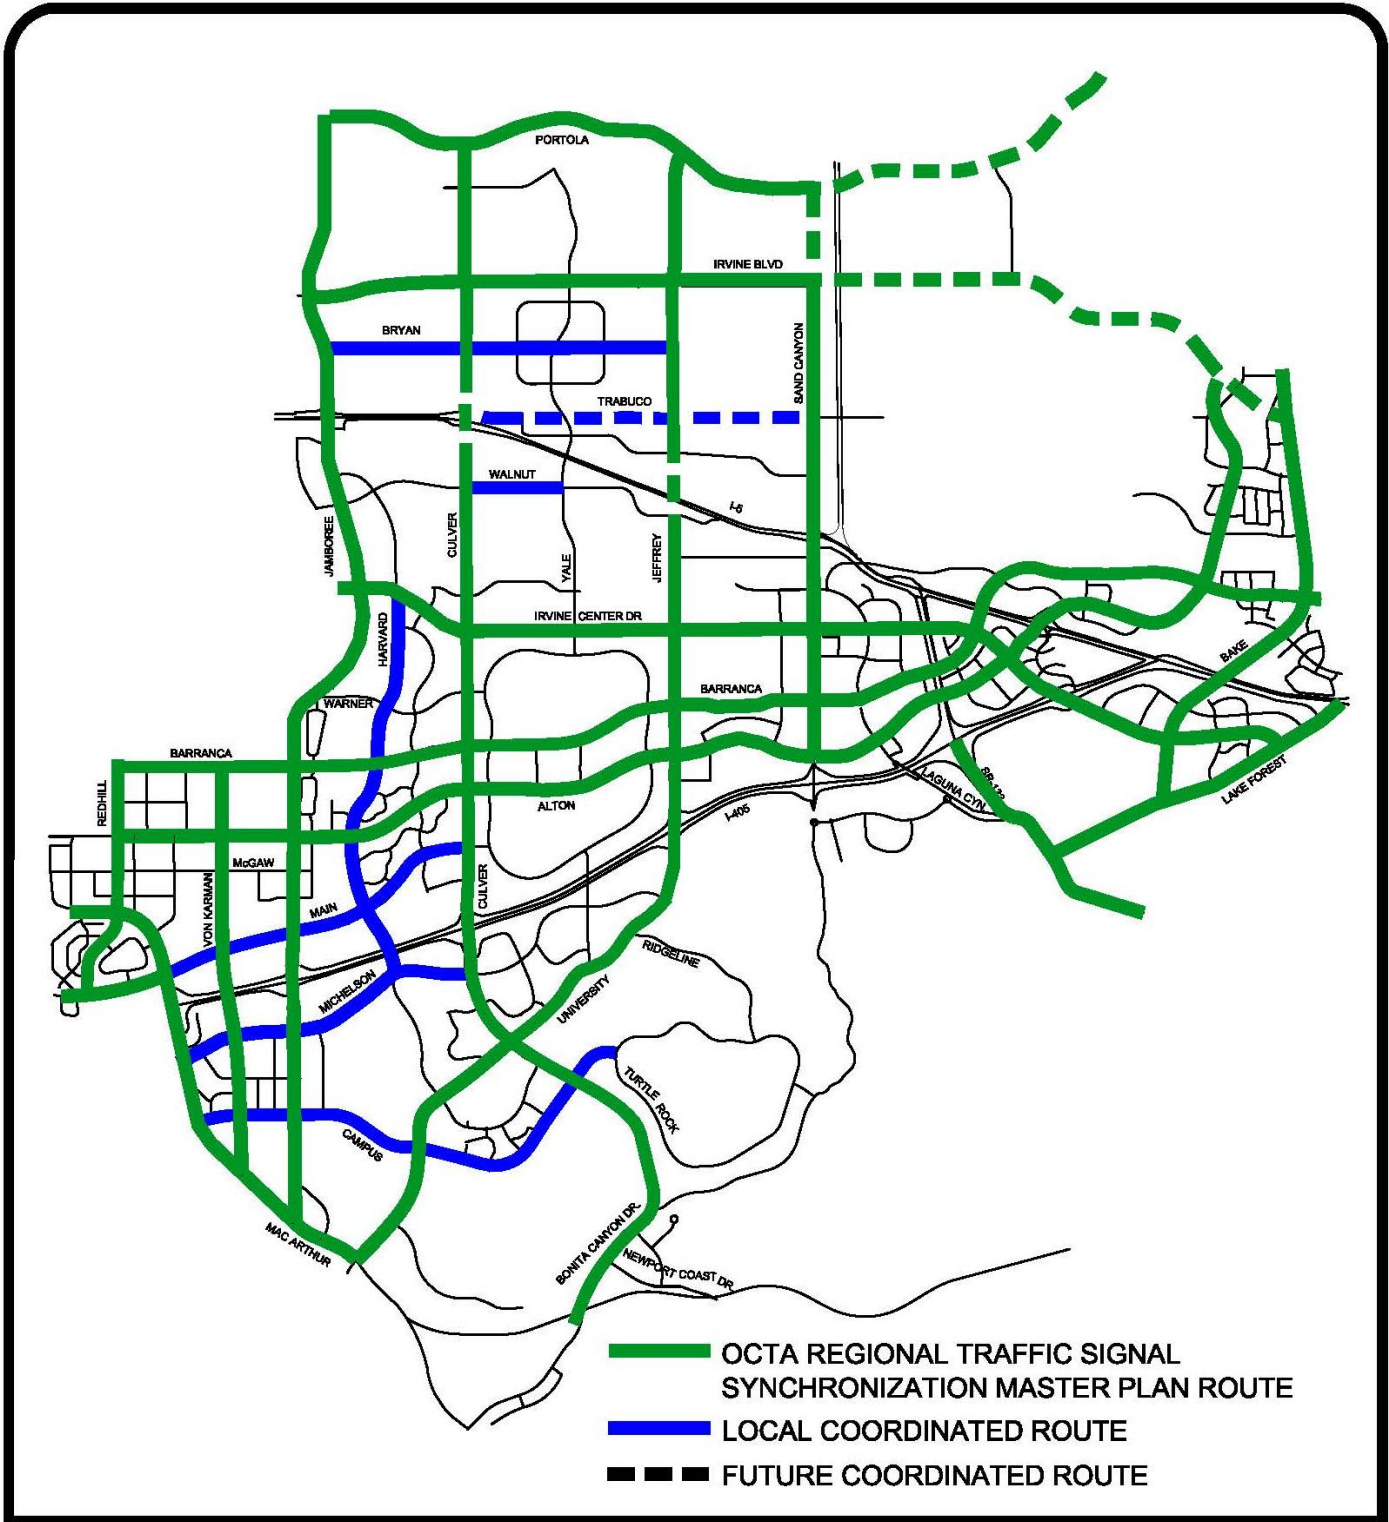 PORTOLA
IRVINE BLVD
BRYAN
SAND CANYON
TRABUCO
WALNUT
I-5
CULVER
JAMBOREE
JEFFREY
YALE
IRVINE CENTER DR
HARVARD
BAKE
BARRANCA
WARNER
BARRANCA
REDHILL
LAGUNA CYN
LAKE FOREST
ALTON
I-405
McGAW
CULVER
VON KARMAN
MAIN
RIDGELINE
MICHELSON
UNIVERSITY
TURTLE ROCK
CAMPUS
MAC ARTHUR
BONITA CANYON DR.
NEWPORT COAST DR.
OCTA REGIONAL TRAFFIC SIGNAL
SYNCHRONIZATION MASTER PLAN ROUTE
LOCAL COORDINATED ROUTE
FUTURE COORDINATED ROUTE